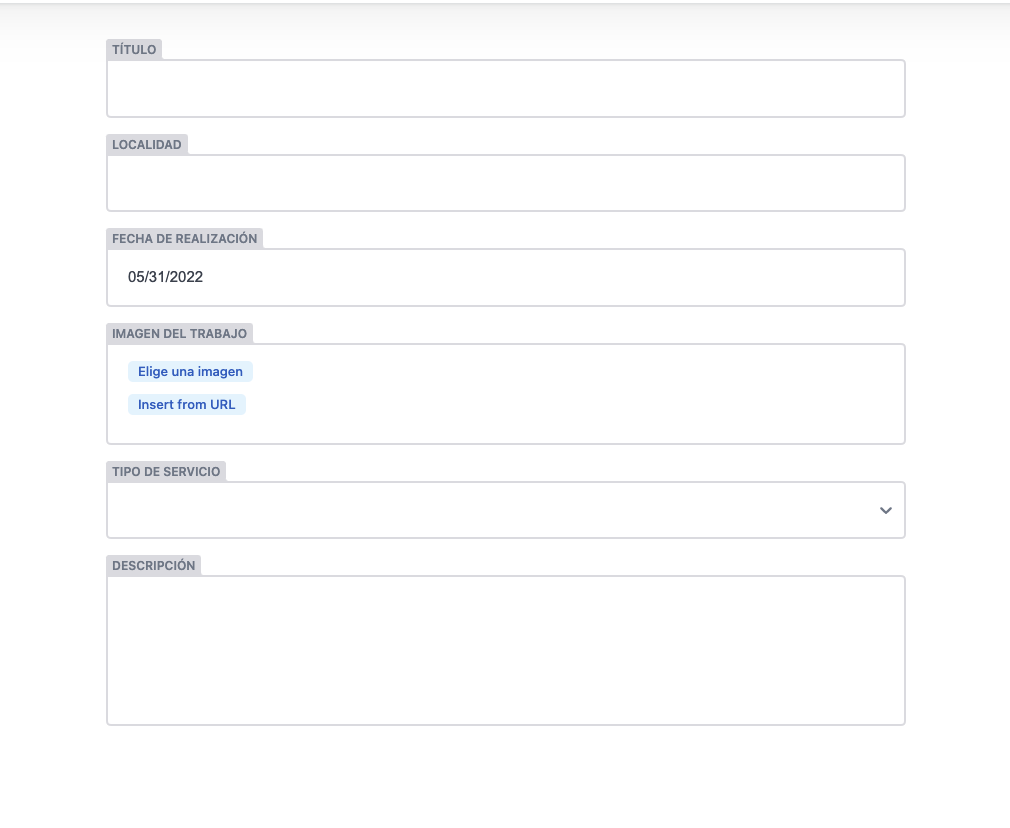 TÍTULO
LOCALIDAD
FECHA DE REALIZACIÓN
05/31/2022
IMAGEN DEL TRABAJO
Elige una imagen
Insert from URL
TIPO DE SERVICIO
DESCRIPCIÓN